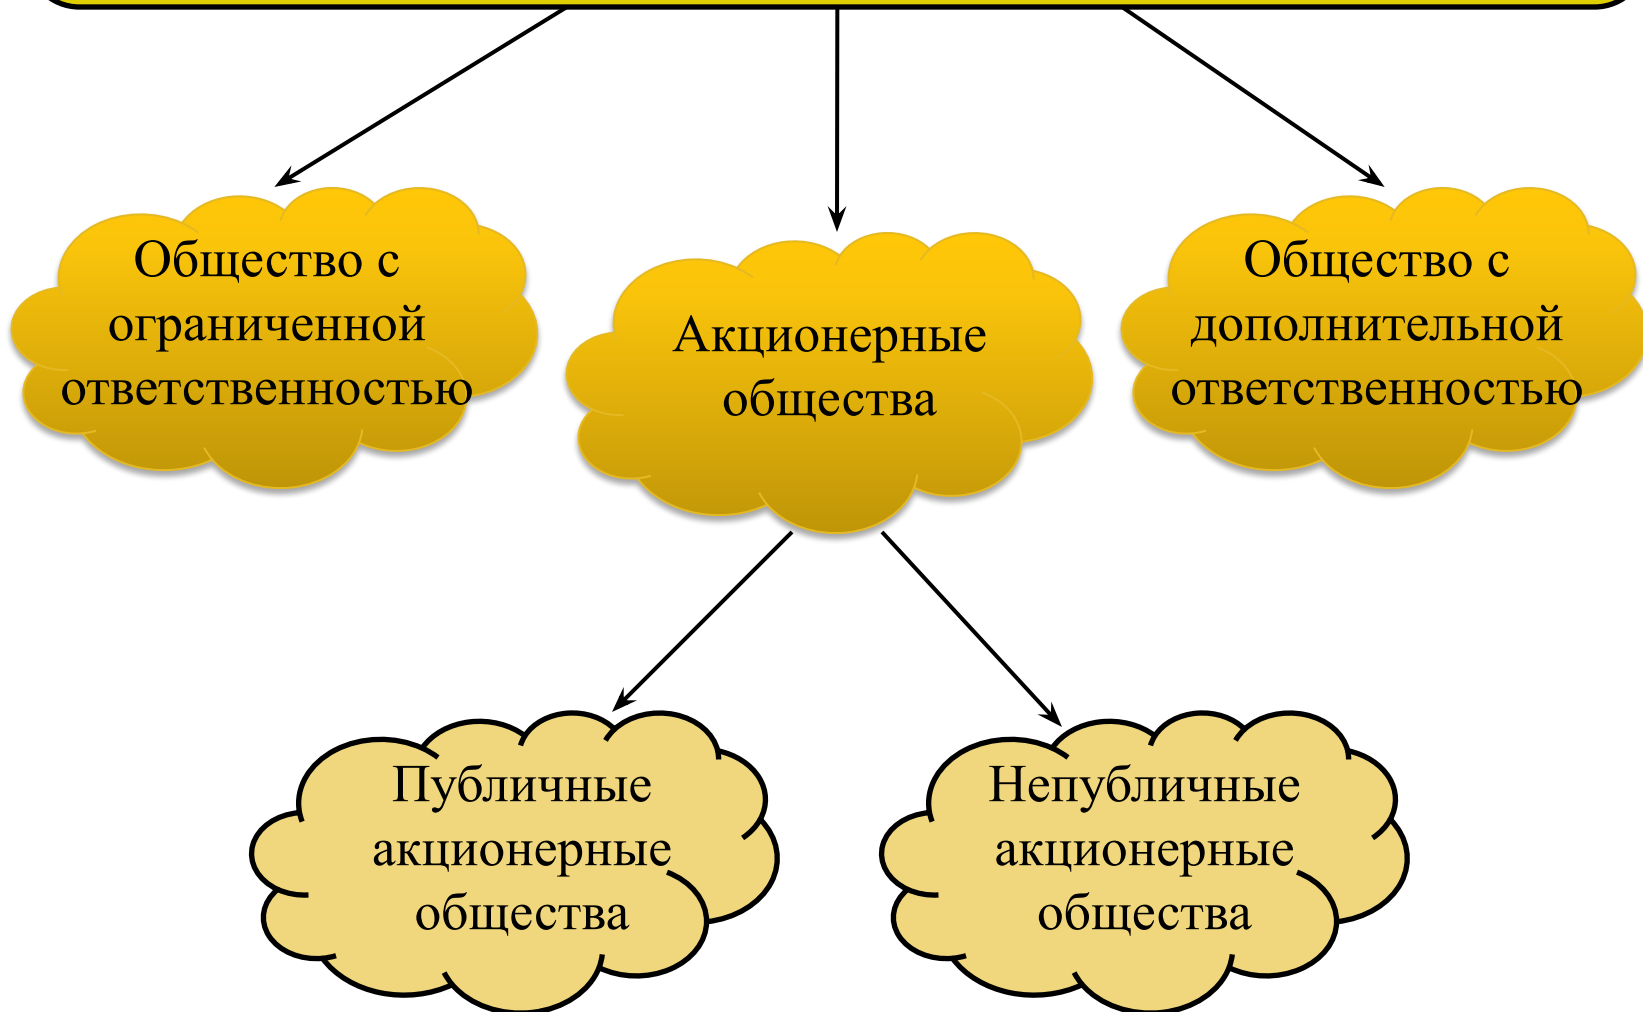 Общество с
ограниченной
ответственностью
Акционерные
общества
Общество с
дополнительной
ответственностью
Публичные
акционерные
общества
Непубличные
акционерные
общества